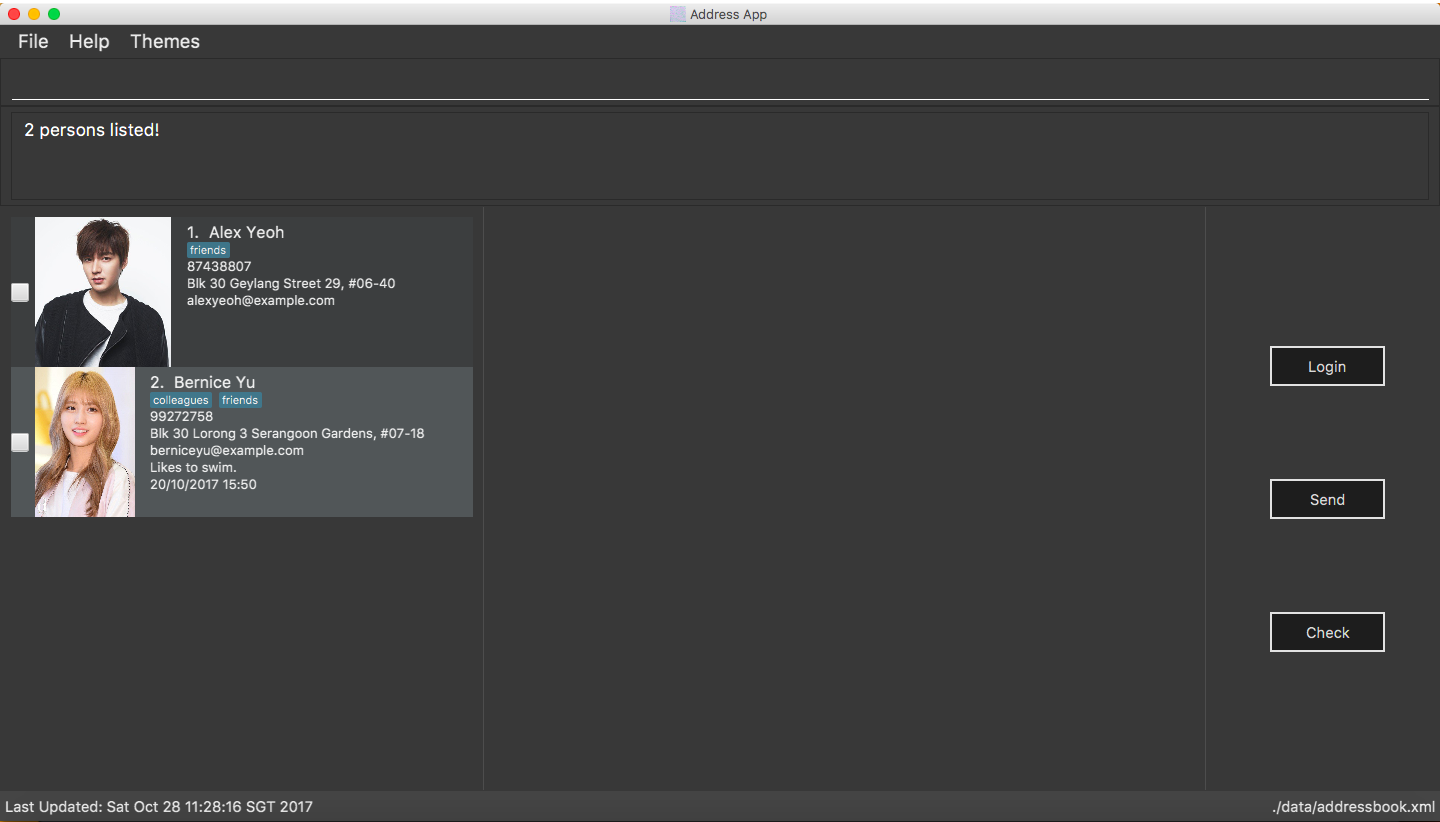 Address App
File Help Themes
2 persons listed!
1. Alex Yeoh
friends
87438807
Blk 30 Geylang Street 29, #06-40
alexyeoh@example.com
2. Bernice Yu
colleagues friends
99272758
Blk 30 Lorong 3 Serangoon Gardens, #07-18
berniceyu@example.com
Likes to swim.
20/10/2017 15:50
Login
Send
Check
Last Updated: Sat Oct 28 11:28:16 SGT 2017
./data/addressbook.xml